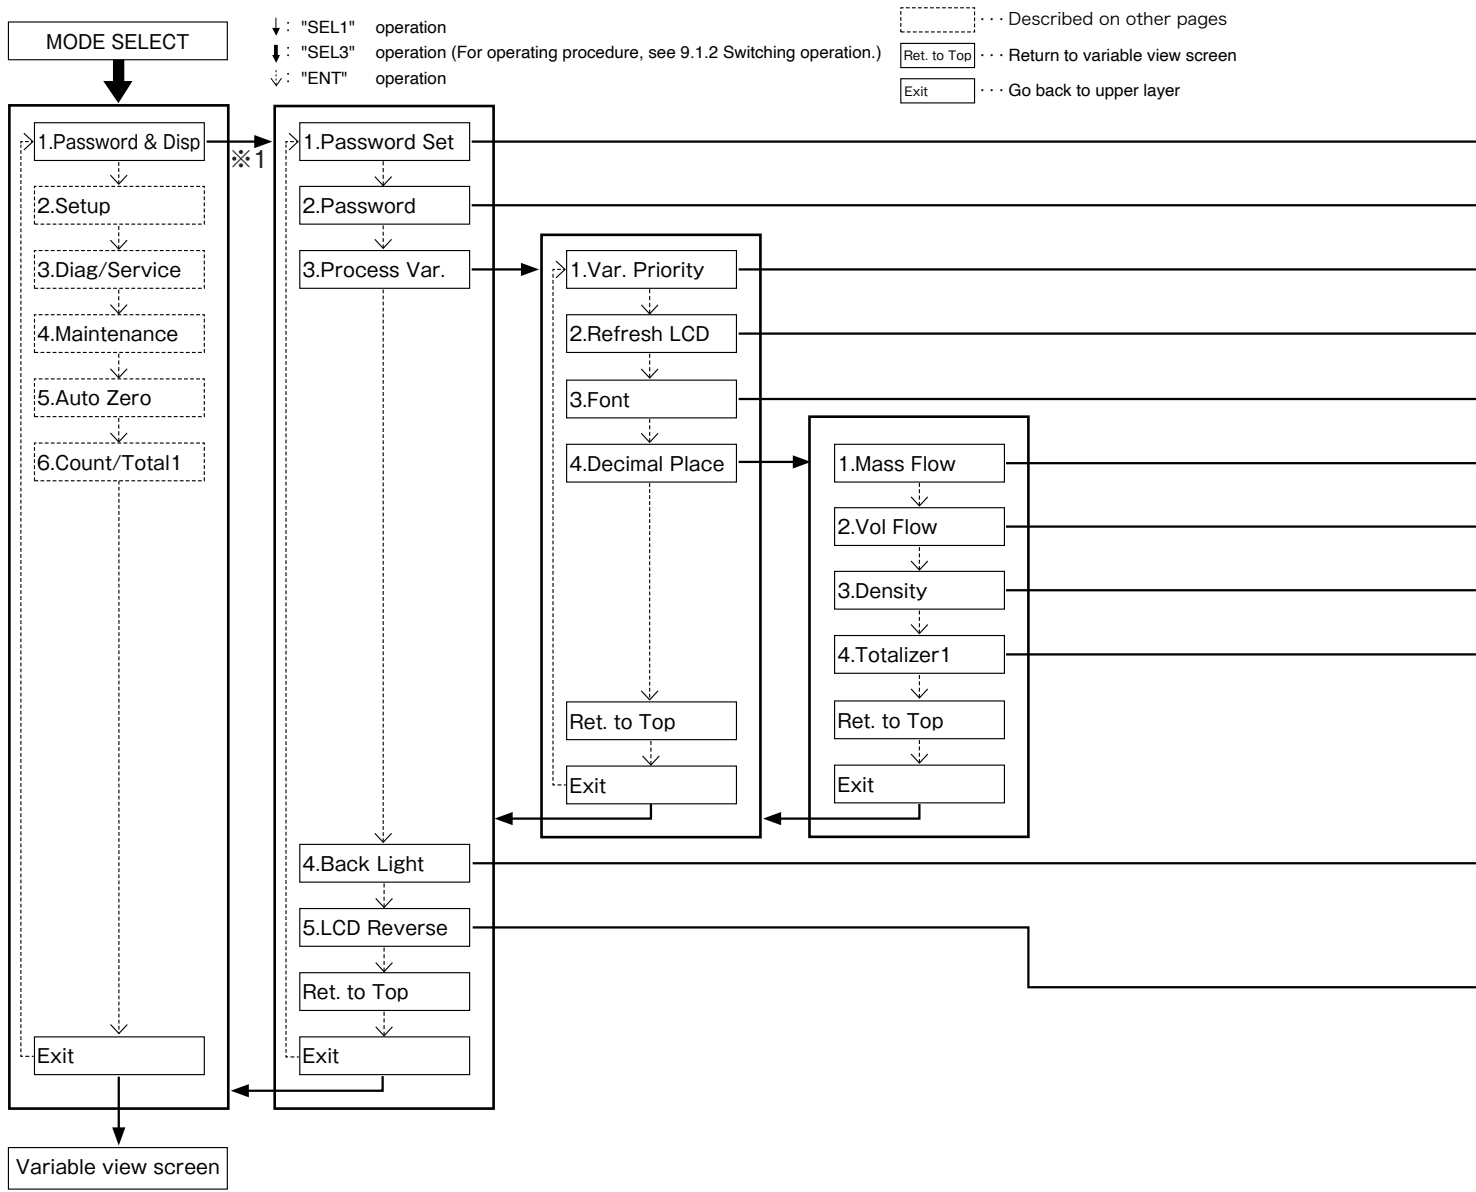 MODE SELECT
: "SEL1" operation
: "SEL3" operation (For operating procedure, see 9.1.2 Switching operation.)
: "ENT" operation
··· Described on other pages
Ret. to Top ··· Return to variable view screen
Exit ··· Go back to upper layer
1.Password & Disp
※1
2.Setup
3.Diag/Service
4.Maintenance
5.Auto Zero
6.Count/Total1
Exit
Variable view screen
1.Password Set
2.Password
3.Process Var.
4.Back Light
5.LCD Reverse
Ret. to Top
Exit
1.Var. Priority
2.Refresh LCD
3.Font
4.Decimal Place
Ret. to Top
Exit
1.Mass Flow
2.Vol Flow
3.Density
4.Totalizer1
Ret. to Top
Exit